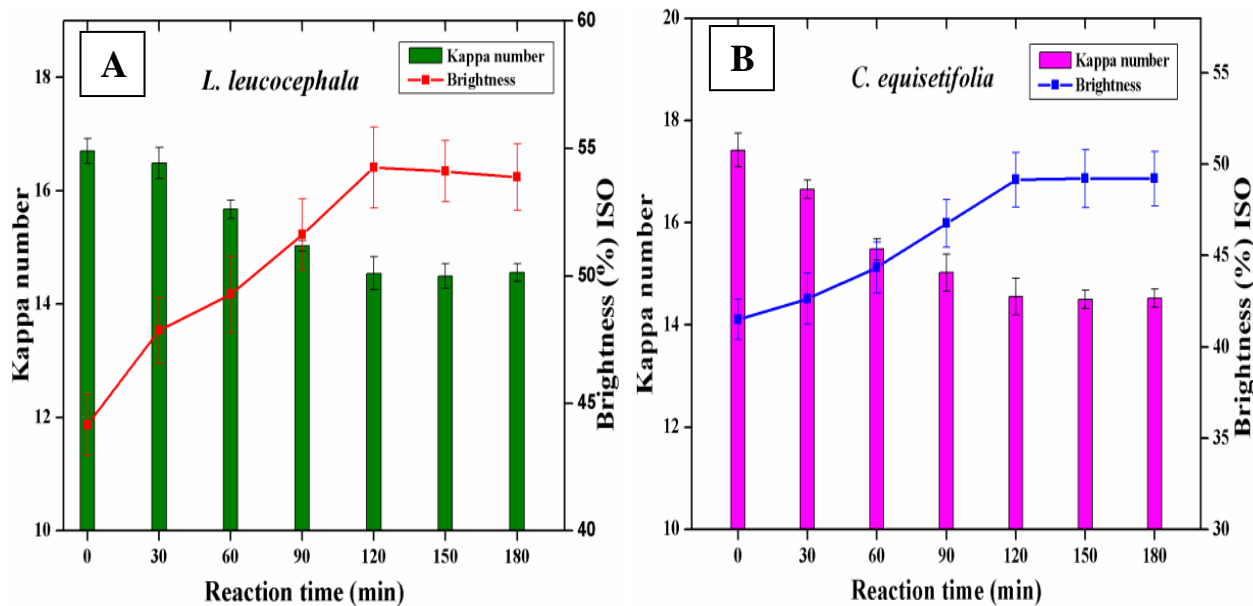 A
L. leucocephala
Kappa number
Brightness
Kappa number
18
16
14
12
10
60
55
50
45
40
Brightness (%) ISO
0 30 60 90 120 150 180
Reaction time (min)
B
C. equisetifolia
Kappa number
Brightness
Kappa number
20
18
16
14
12
10
55
50
45
40
35
30
Brightness (%) ISO
0 30 60 90 120 150 180
Reaction time (min)